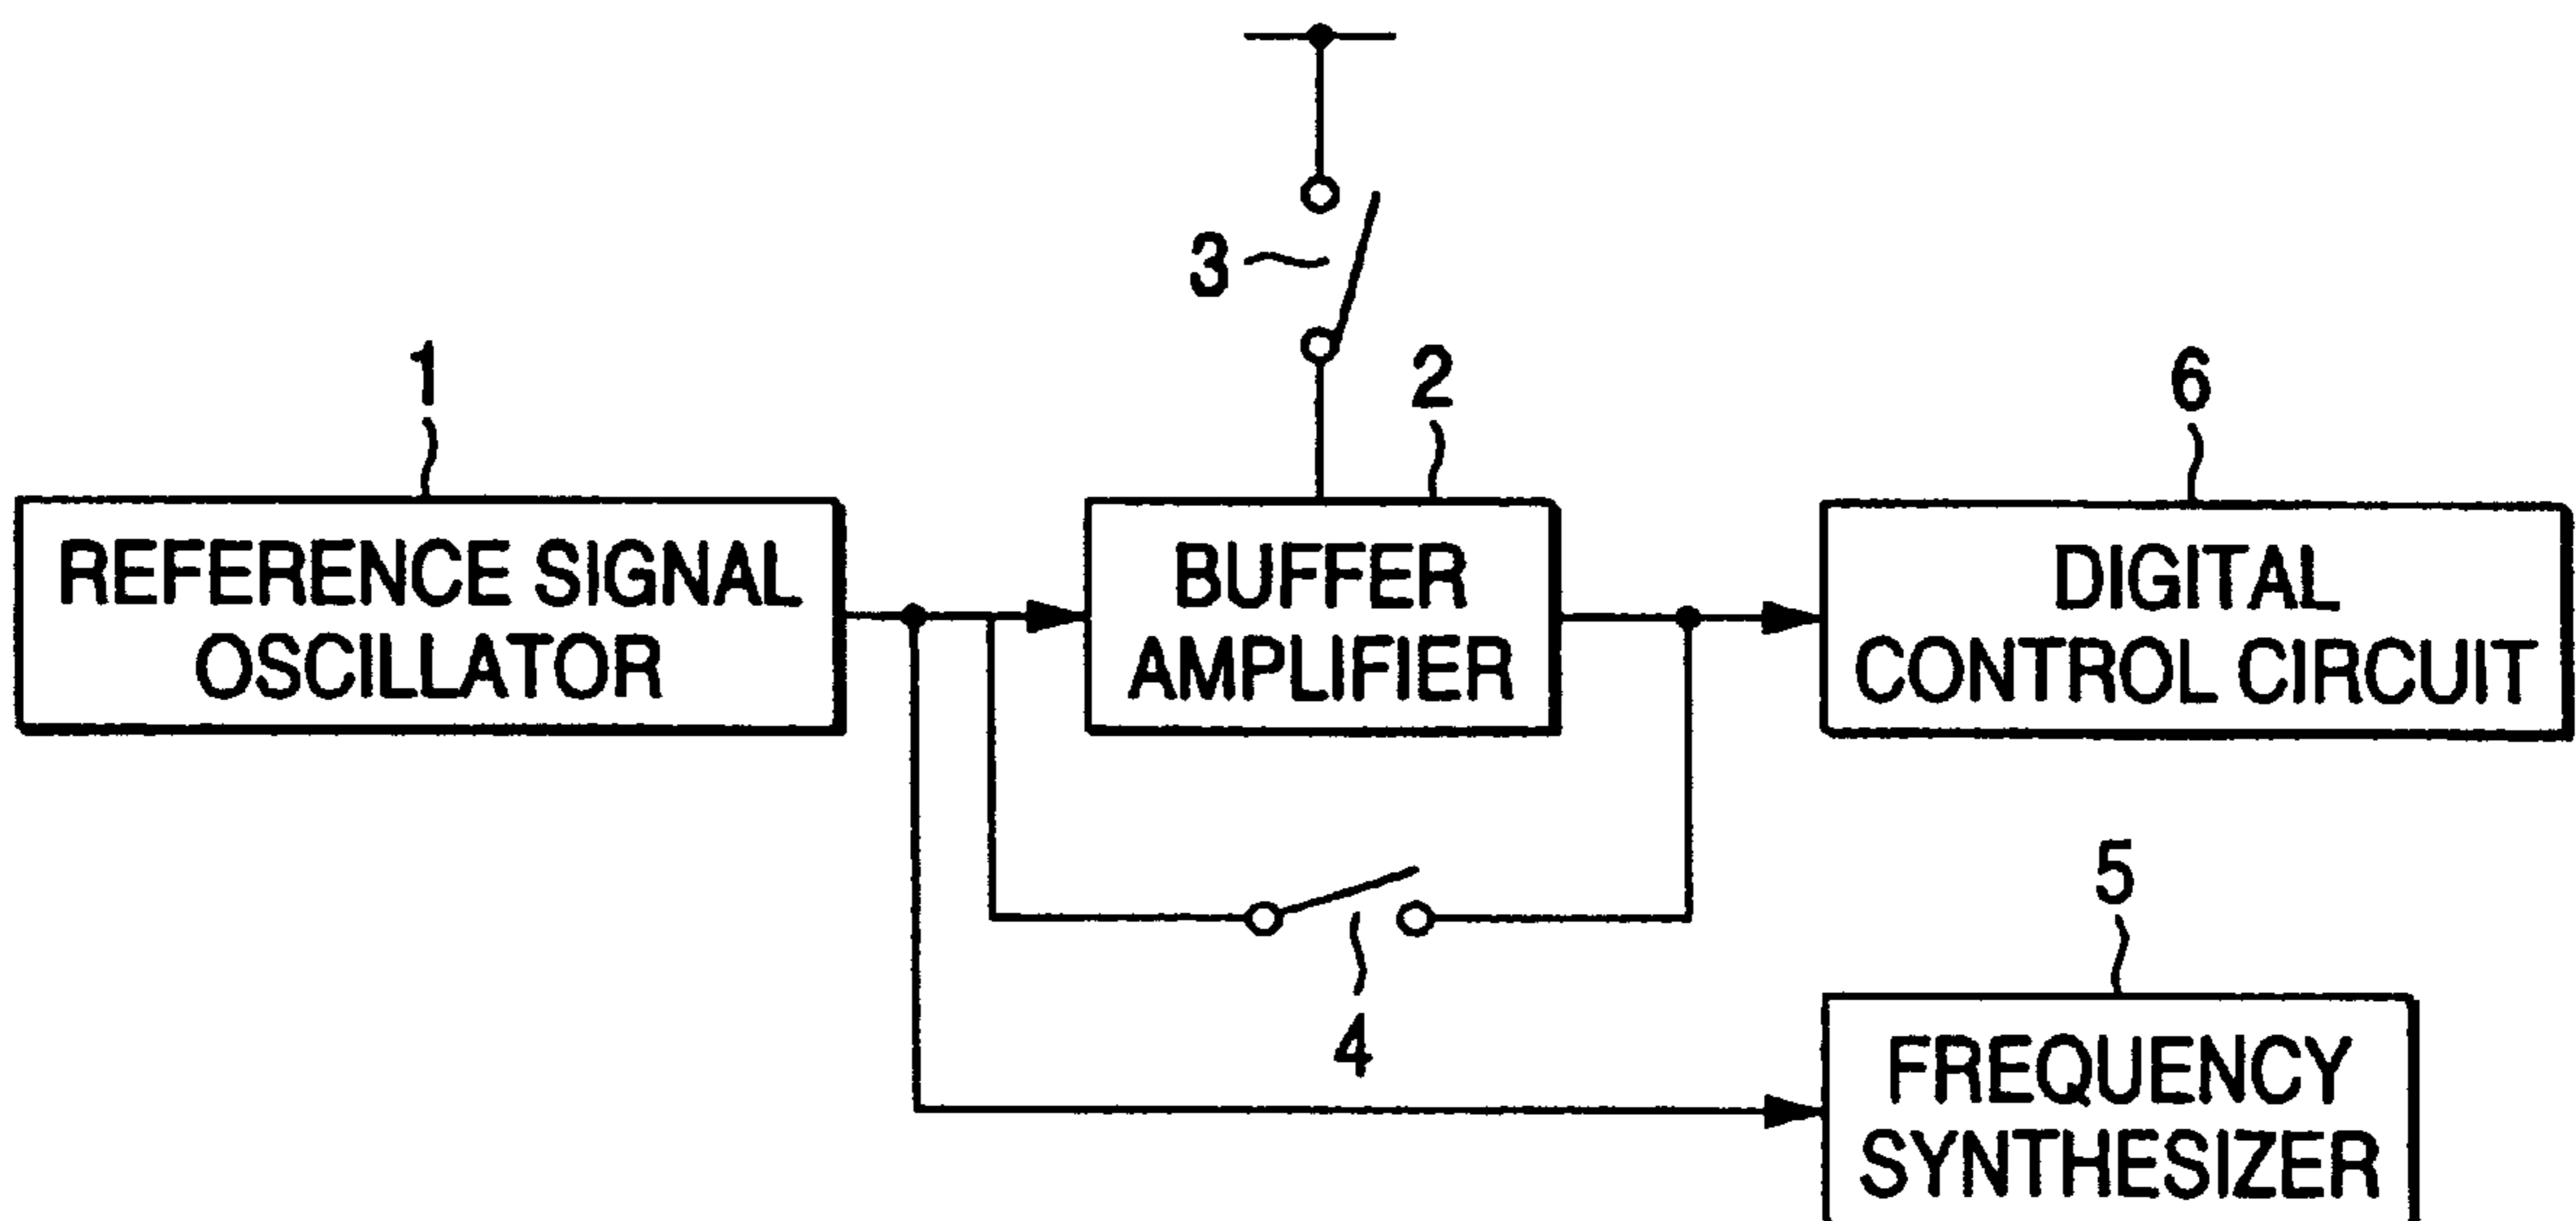 3
1
2
6
REFERENCE SIGNAL
OSCILLATOR
BUFFER
AMPLIFIER
DIGITAL
CONTROL CIRCUIT
4
5
FREQUENCY
SYNTHESIZER